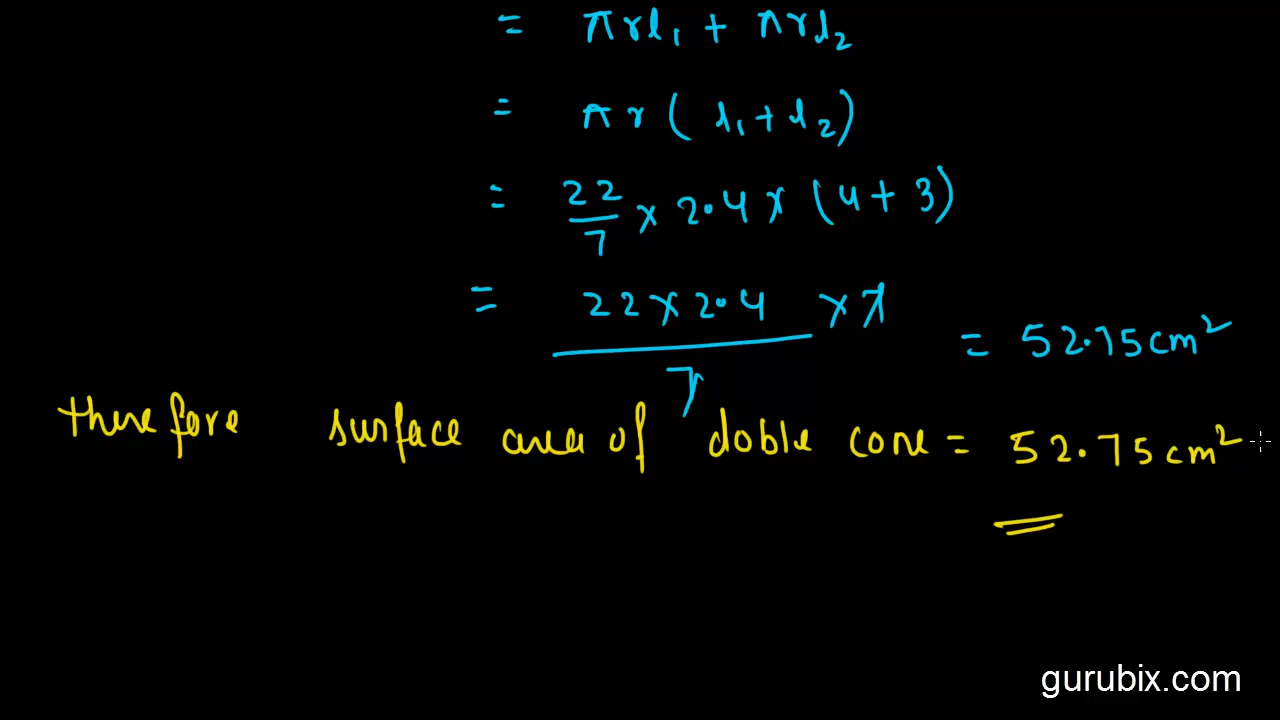 = πrl₁ + πrl₂
= πr ( l₁ + l₂)
= 22/7 × 2.4 × (4 + 3)
= 22 × 2.4 / 7 × 7
= 52.75 cm²
therefore surface area of doble cone = 52.75 cm²
gurubix.com